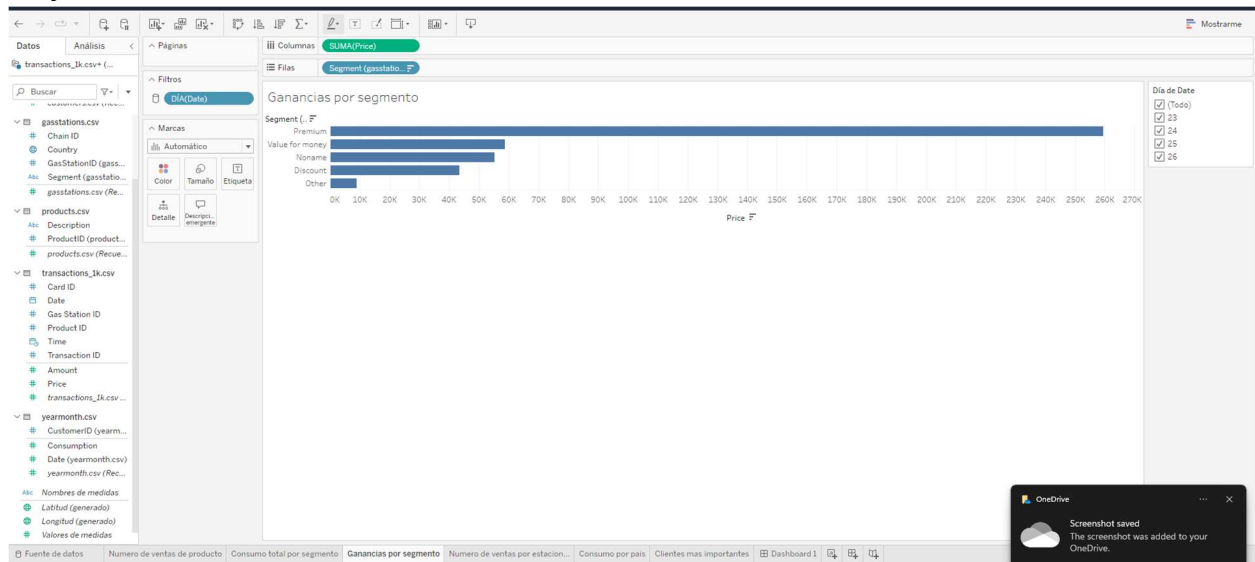 Mostrarme
Datos
Análisis
Páginas
Columnas
SUMA(Price)
transactions_1k.csv+ (...
Filas
Segment (gasstatio...
Buscar
Filtros
DÍA(Date)
Marcas
Automático
Color
Tamaño
Etiqueta
Detalle
Descripci...
emergente
gasstations.csv
Chain ID
Country
GasStationID (gass...
Segment (gasstatio...
gasstations.csv (Re...
products.csv
Description
ProductID (product...
products.csv (Recue...
transactions_1k.csv
Card ID
Date
Gas Station ID
Product ID
Time
Transaction ID
Amount
Price
transactions_1k.csv ...
yearmonth.csv
CustomerID (yearm...
Consumption
Date (yearmonth.csv)
yearmonth.csv (Rec...
Nombres de medidas
Latitud (generado)
Longitud (generado)
Valores de medidas
Ganancias por segmento
Segment (..
Premium
Value for money
Noname
Discount
Other
0K 10K 20K 30K 40K 50K 60K 70K 80K 90K 100K 110K 120K 130K 140K 150K 160K 170K 180K 190K 200K 210K 220K 230K 240K 250K 260K 270K
Price
Día de Date
(Todo)
23
24
25
26
OneDrive
Screenshot saved
The screenshot was added to your
OneDrive.
Fuente de datos
Numero de ventas de producto
Consumo total por segmento
Ganancias por segmento
Numero de ventas por estacion...
Consumo por pais
Clientes mas importantes
Dashboard 1